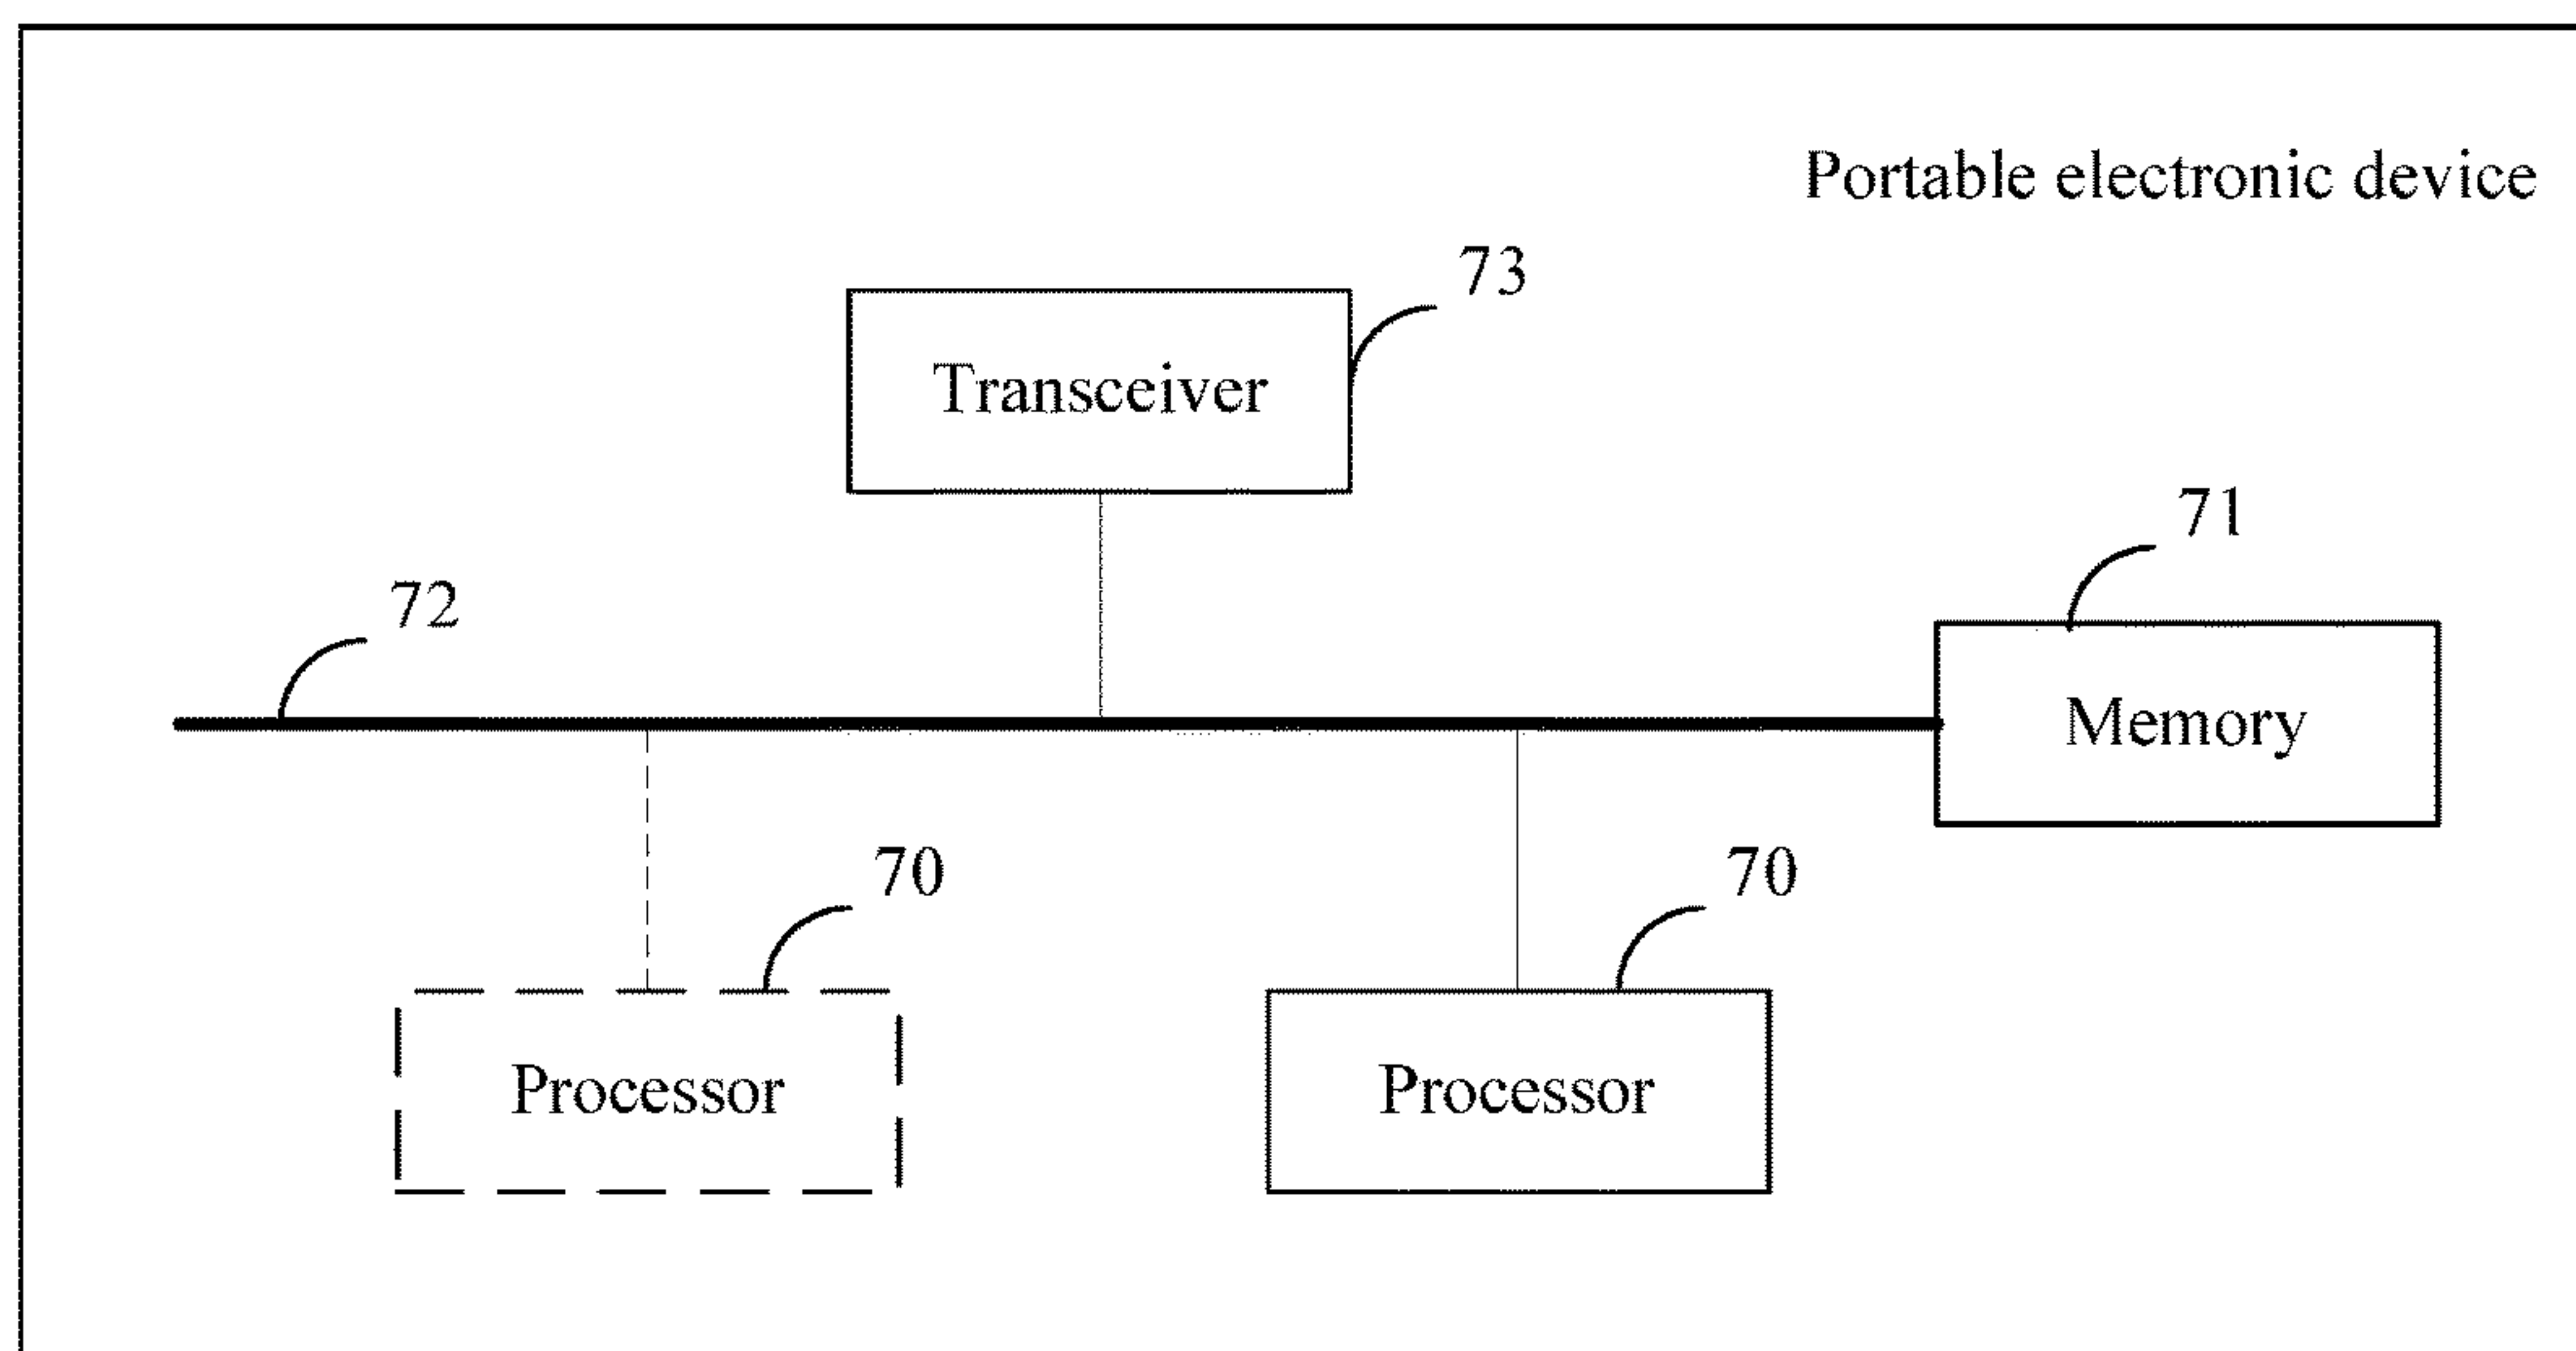 Portable electronic device
73
Transceiver
71
72
Memory
70
70
Processor
Processor